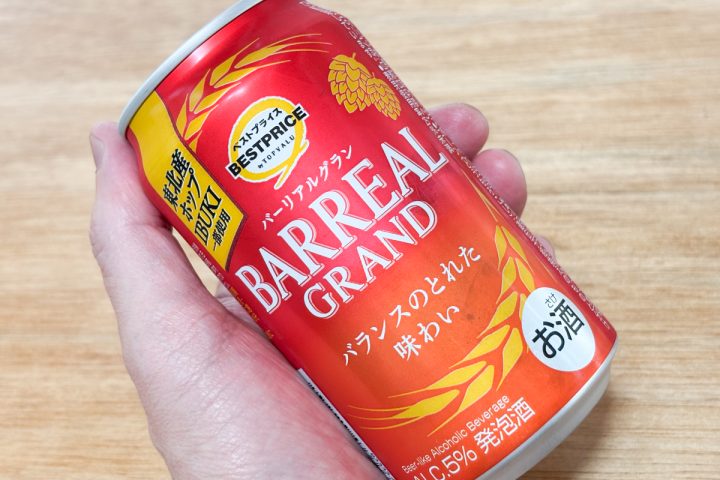 東北産
ホップ
IBUKI
一部使用
ベストプライス
BESTPRICE
by TOPVALU
バーリアルグラン
BARREAL
GRAND
バランスのとれた
味わい
さけ
お酒
Beer-like Alcoholic Beverage
ALC.5% 発泡酒